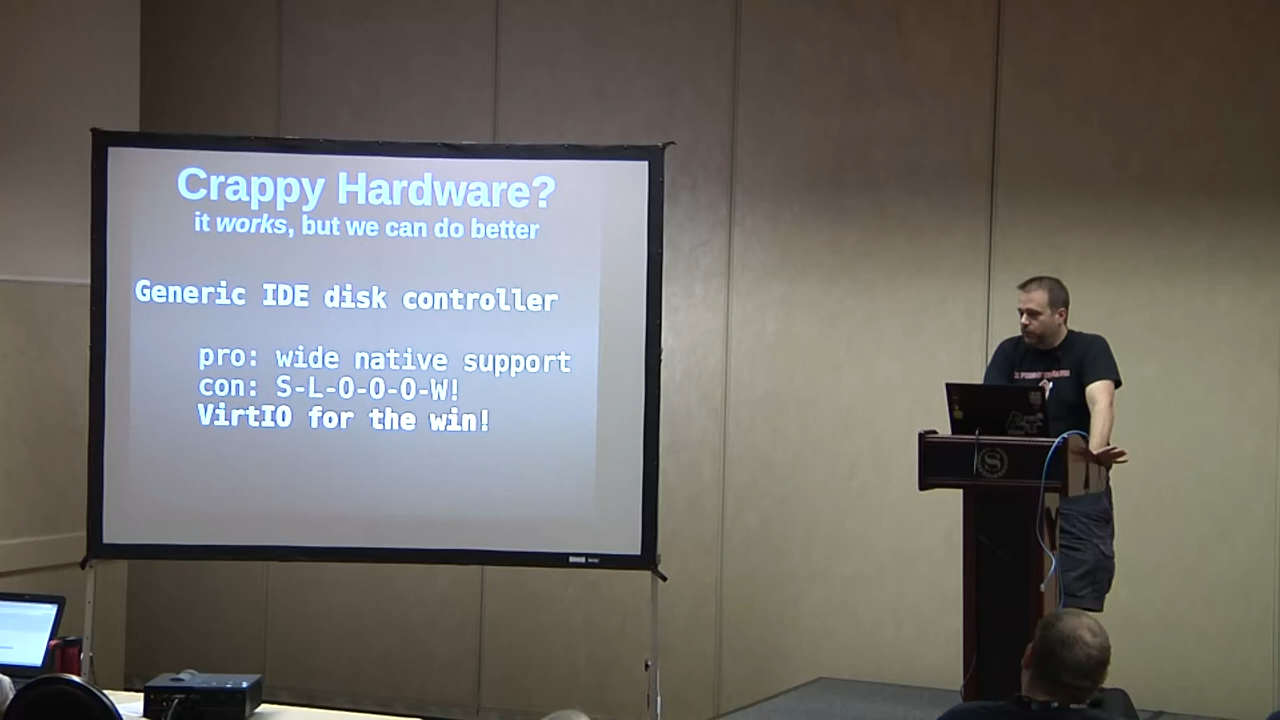 Crappy Hardware?
it works, but we can do better
Generic IDE disk controller
pro: wide native support
con: S-L-O-O-O-W!
VirtIO for the win!
S